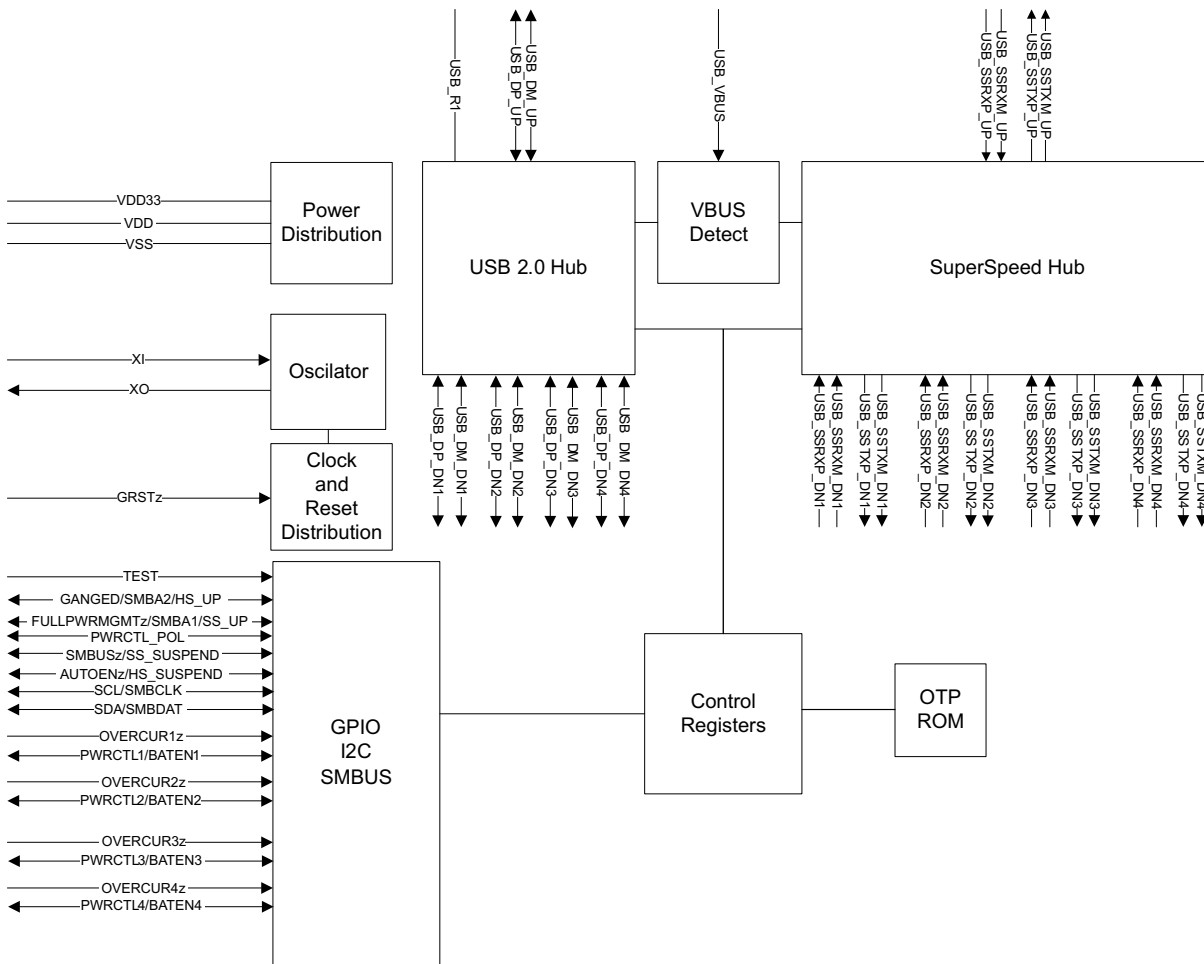 USB_R1
USB_DP_UP
USB_DM_UP
USB_VBUS
USB_SSRXP_UP
USB_SSRXM_UP
USB_SSTXP_UP
USB_SSTXM_UP
VDD33
VDD
VSS
Power
Distribution
USB 2.0 Hub
VBUS
Detect
SuperSpeed Hub
XI
XO
Oscilator
GRSTz
Clock
and
Reset
Distribution
USB_DP_DN1
USB_DM_DN1
USB_DP_DN2
USB_DM_DN2
USB_DP_DN3
USB_DM_DN3
USB_DP_DN4
USB_DM_DN4
USB_SSRXP_DN1
USB_SSRXM_DN1
USB_SSTXP_DN1
USB_SSTXM_DN1
USB_SSRXP_DN2
USB_SSRXM_DN2
USB_SSTXP_DN2
USB_SSTXM_DN2
USB_SSRXP_DN3
USB_SSRXM_DN3
USB_SSTXP_DN3
USB_SSTXM_DN3
USB_SSRXP_DN4
USB_SSRXM_DN4
USB_SSTXP_DN4
USB_SSTXM_DN4
TEST
GANGED/SMBA2/HS_UP
FULLPWRMGMTz/SMBA1/SS_UP
PWRCTL_POL
SMBUSz/SS_SUSPEND
AUTOENz/HS_SUSPEND
SCL/SMBCLK
SDA/SMBDAT
OVERCUR1z
PWRCTL1/BATEN1
OVERCUR2z
PWRCTL2/BATEN2
OVERCUR3z
PWRCTL3/BATEN3
OVERCUR4z
PWRCTL4/BATEN4
GPIO
I2C
SMBUS
Control
Registers
OTP
ROM